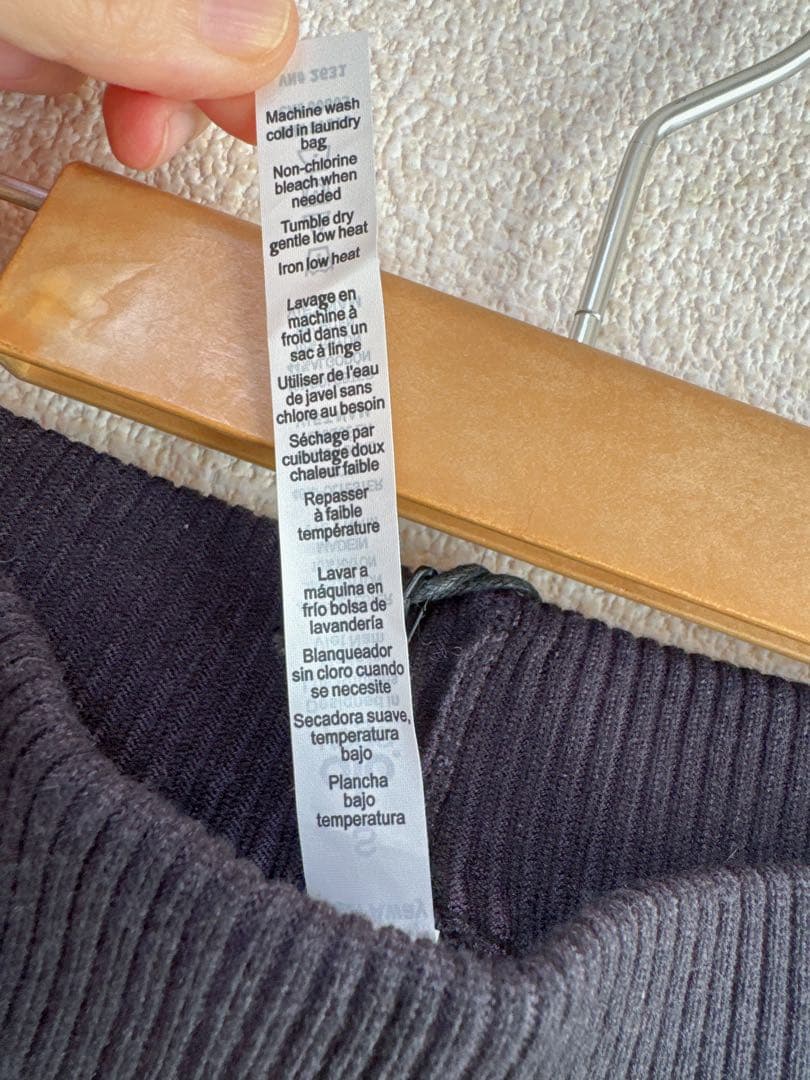 Machine wash
cold in laundry
bag
Non-chlorine
bleach when
needed
Tumble dry
gentle low heat
Iron low heat
Lavage en
machine à
froid dans un
sac à linge
Utiliser de l'eau
de javel sans
chlore au besoin
Séchage par
culbutage doux
chaleur faible
Repasser
à faible
température
Lavar a
máquina en
frío bolsa de
lavandería
Blanqueador
sin cloro cuando
se necesite
Secadora suave,
temperatura
bajo
Plancha
bajo
temperatura